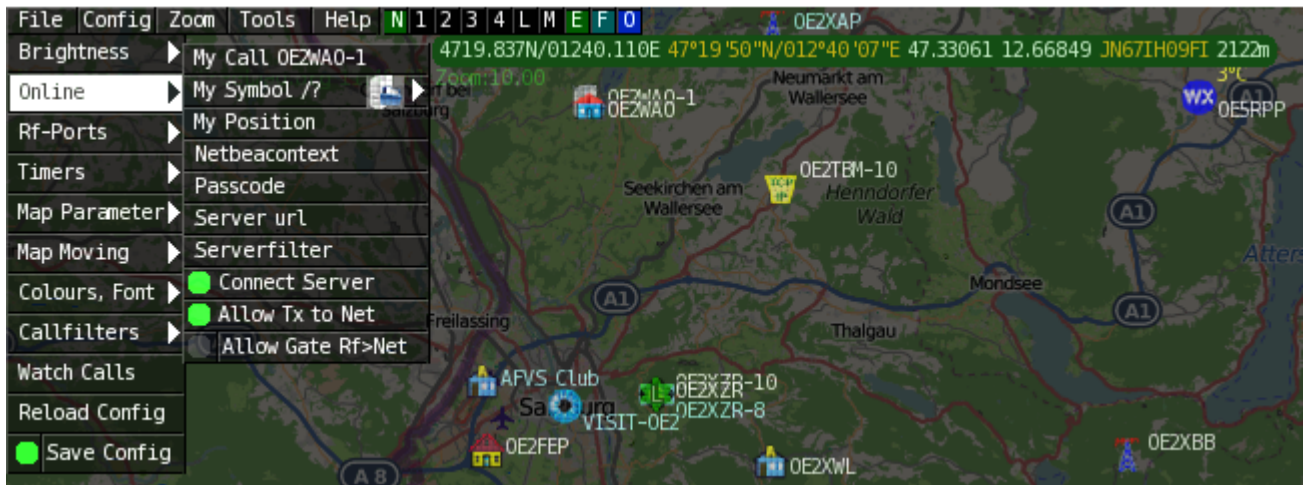 File Config Zoom Tools Help N 1 2 3 4 L M E F O
OE2XAP
Brightness
Online
Rf-Ports
Timers
Map Parameter
Map Moving
Colours, Font
Callfilters
Watch Calls
Reload Config
Save Config
My Call OE2WAO-1
My Symbol /?
My Position
Netbeacontext
Passcode
Server url
Serverfilter
Connect Server
Allow Tx to Net
Allow Gate Rf>Net
4719.837N/01240.110E 47°19'50"N/012°40'07"E 47.33061 12.66849 JN67IH09FI 2122m
Zoom:10.00
Neumarkt am
Wallersee
3°C
WX
A1
OE5RPP
Salzburg
OE2WAO-1
OE2WAO
OE2TBM-10
Seekirchen am
Wallersee
Henndorfer
Wald
A1
Atters
Mondsee
A1
A1
Freilassing
Thalgau
AFVS Club
OE2XZR-10
OE2XZR
L
OE2XZR-8
VISIT-OE2
OE2FEP
OE2XBB
OE2XWL
A 8